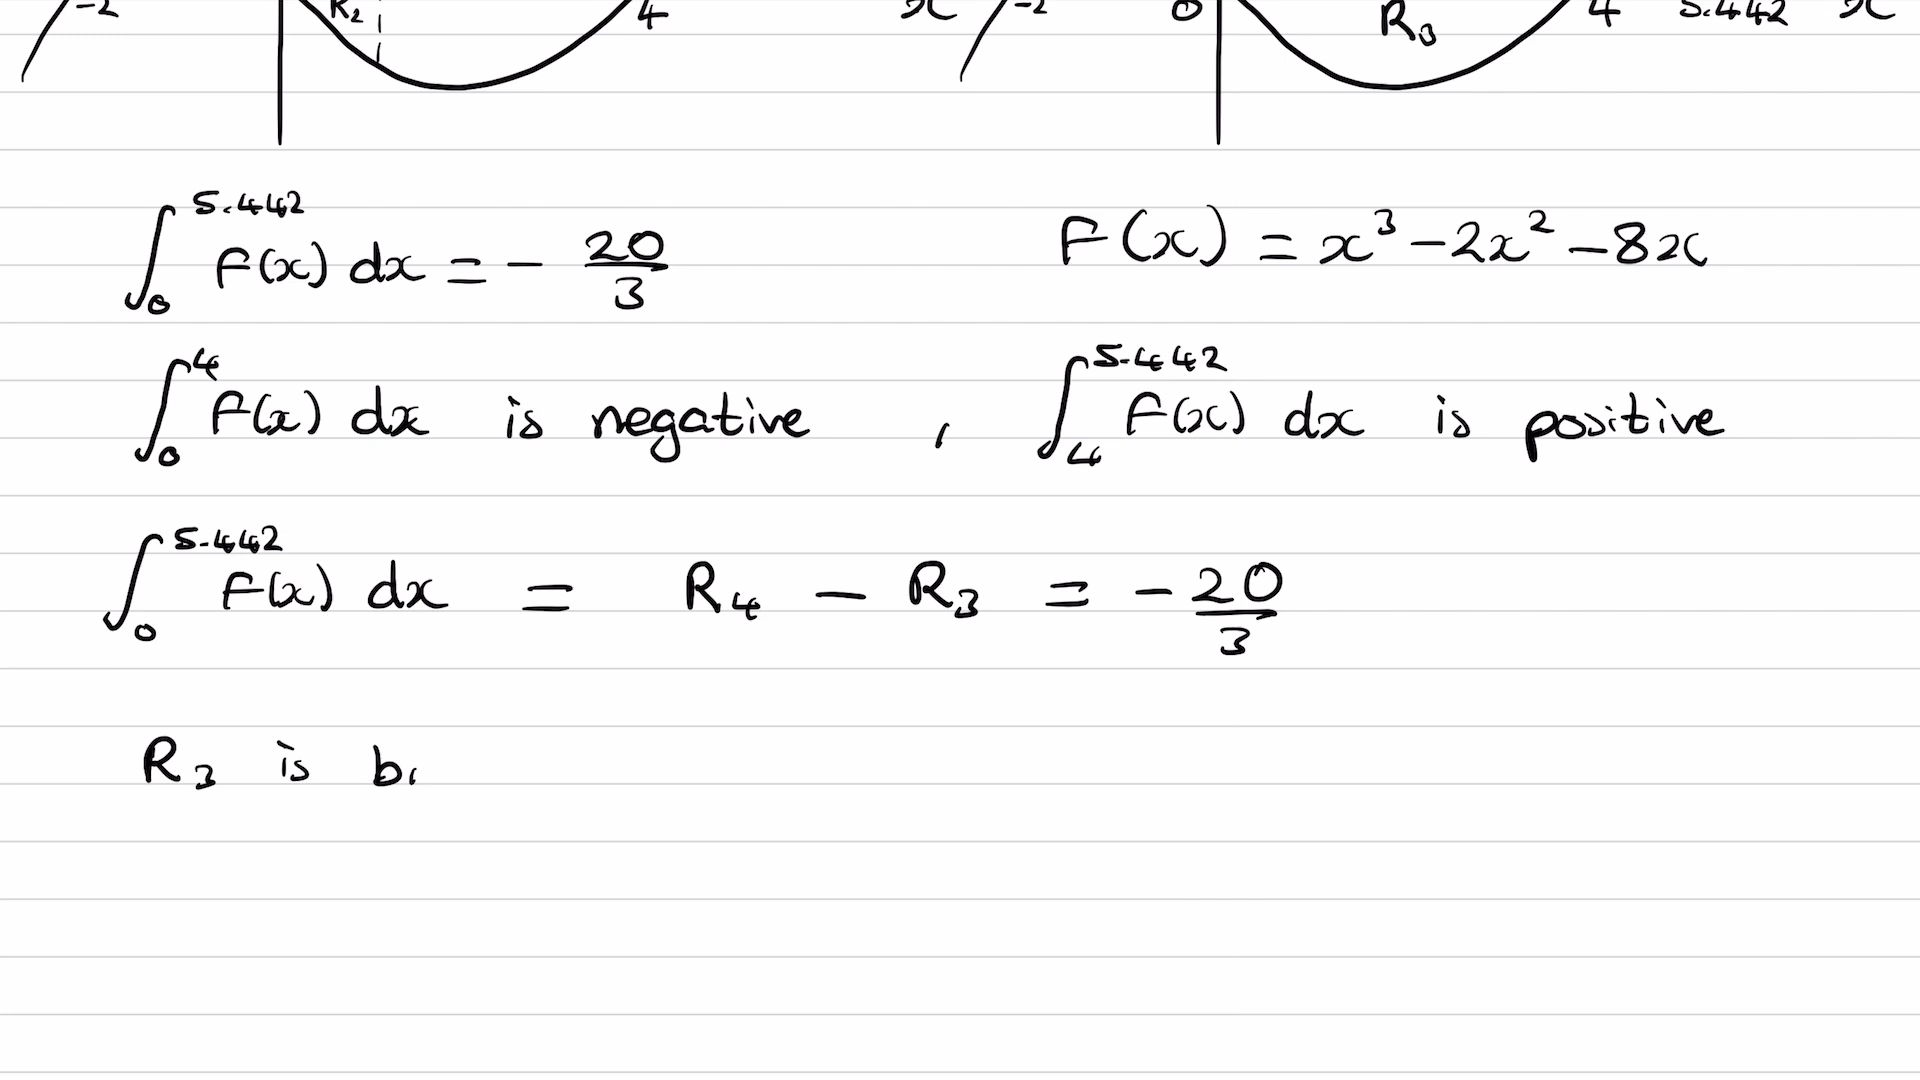 -2 R₂ 4 x -2 0 R₃ 4 5.442 x
∫₀^5.442 f(x) dx = - 20/3 f(x) = x³ - 2x² - 8x
∫₀^4 f(x) dx is negative , ∫₄^5.442 f(x) dx is positive
∫₀^5.442 f(x) dx = R₄ - R₃ = - 20/3
R₃ is b